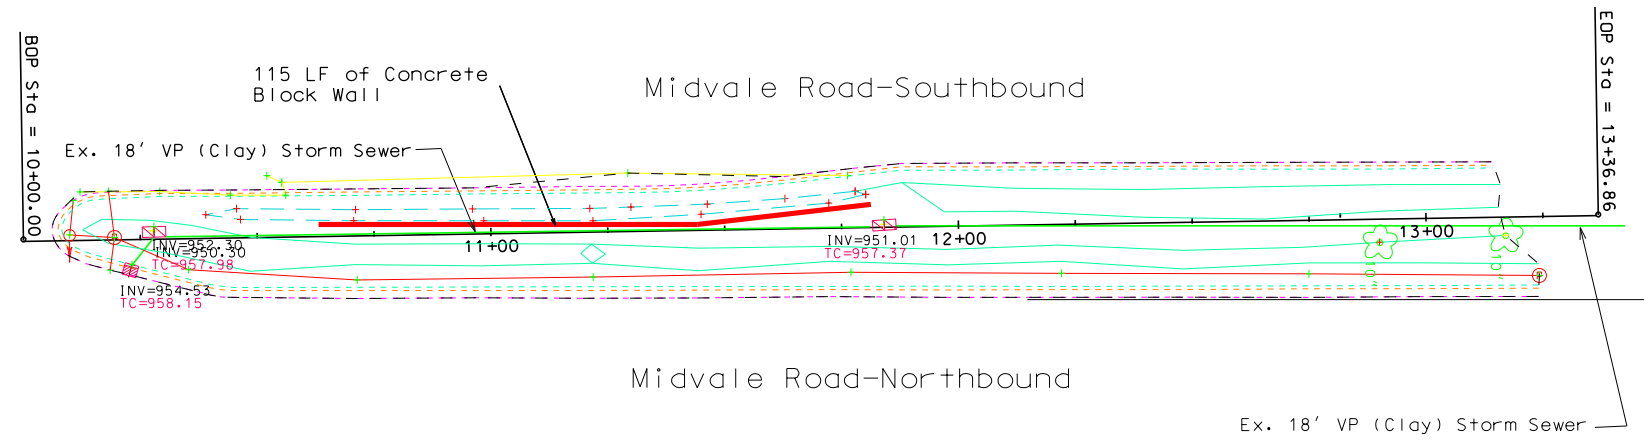 BOP Sta = 10+00.00
EOP Sta = 13+36.86
115 LF of Concrete
Block Wall
Midvale Road-Southbound
Ex. 18' VP (Clay) Storm Sewer
INV=952.30
INV=950.30
TC=957.98
INV=954.53
TC=958.15
11+00
INV=951.01
TC=957.37
12+00
13+00
10"
10"
Midvale Road-Northbound
Ex. 18' VP (Clay) Storm Sewer